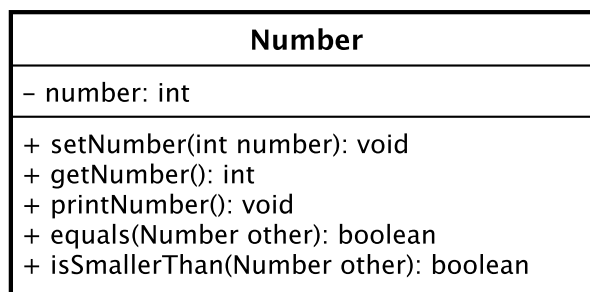 Number
– number: int
+ setNumber(int number): void
+ getNumber(): int
+ printNumber(): void
+ equals(Number other): boolean
+ isSmallerThan(Number other): boolean